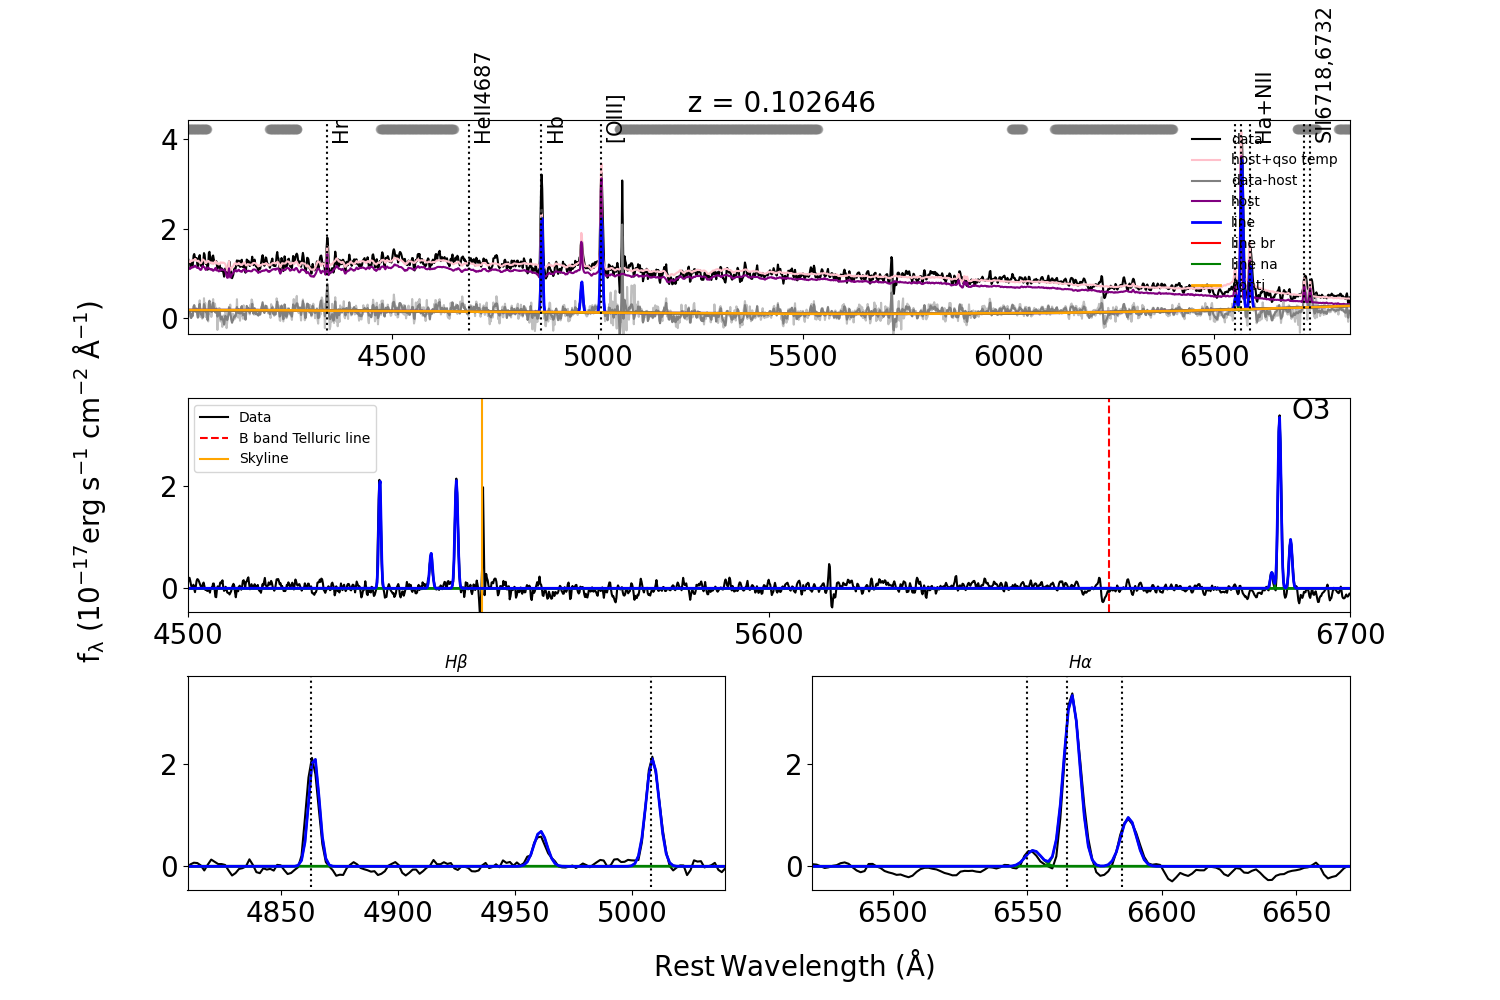 z = 0.102646
Hr
HeII4687
Hb
[OIII]
Ha+NII
SII6718,6732
data
host+qso temp
data-host
host
line
line br
line na
4
2
0
4500
5000
5500
6000
6500
Data
B band Telluric line
Skyline
O3
2
0
4500
5600
6700
fλ (10⁻¹⁷erg s⁻¹ cm⁻² Å⁻¹)
Hβ
2
0
4850
4900
4950
5000
Hα
2
0
6500
6550
6600
6650
Rest Wavelength (Å)